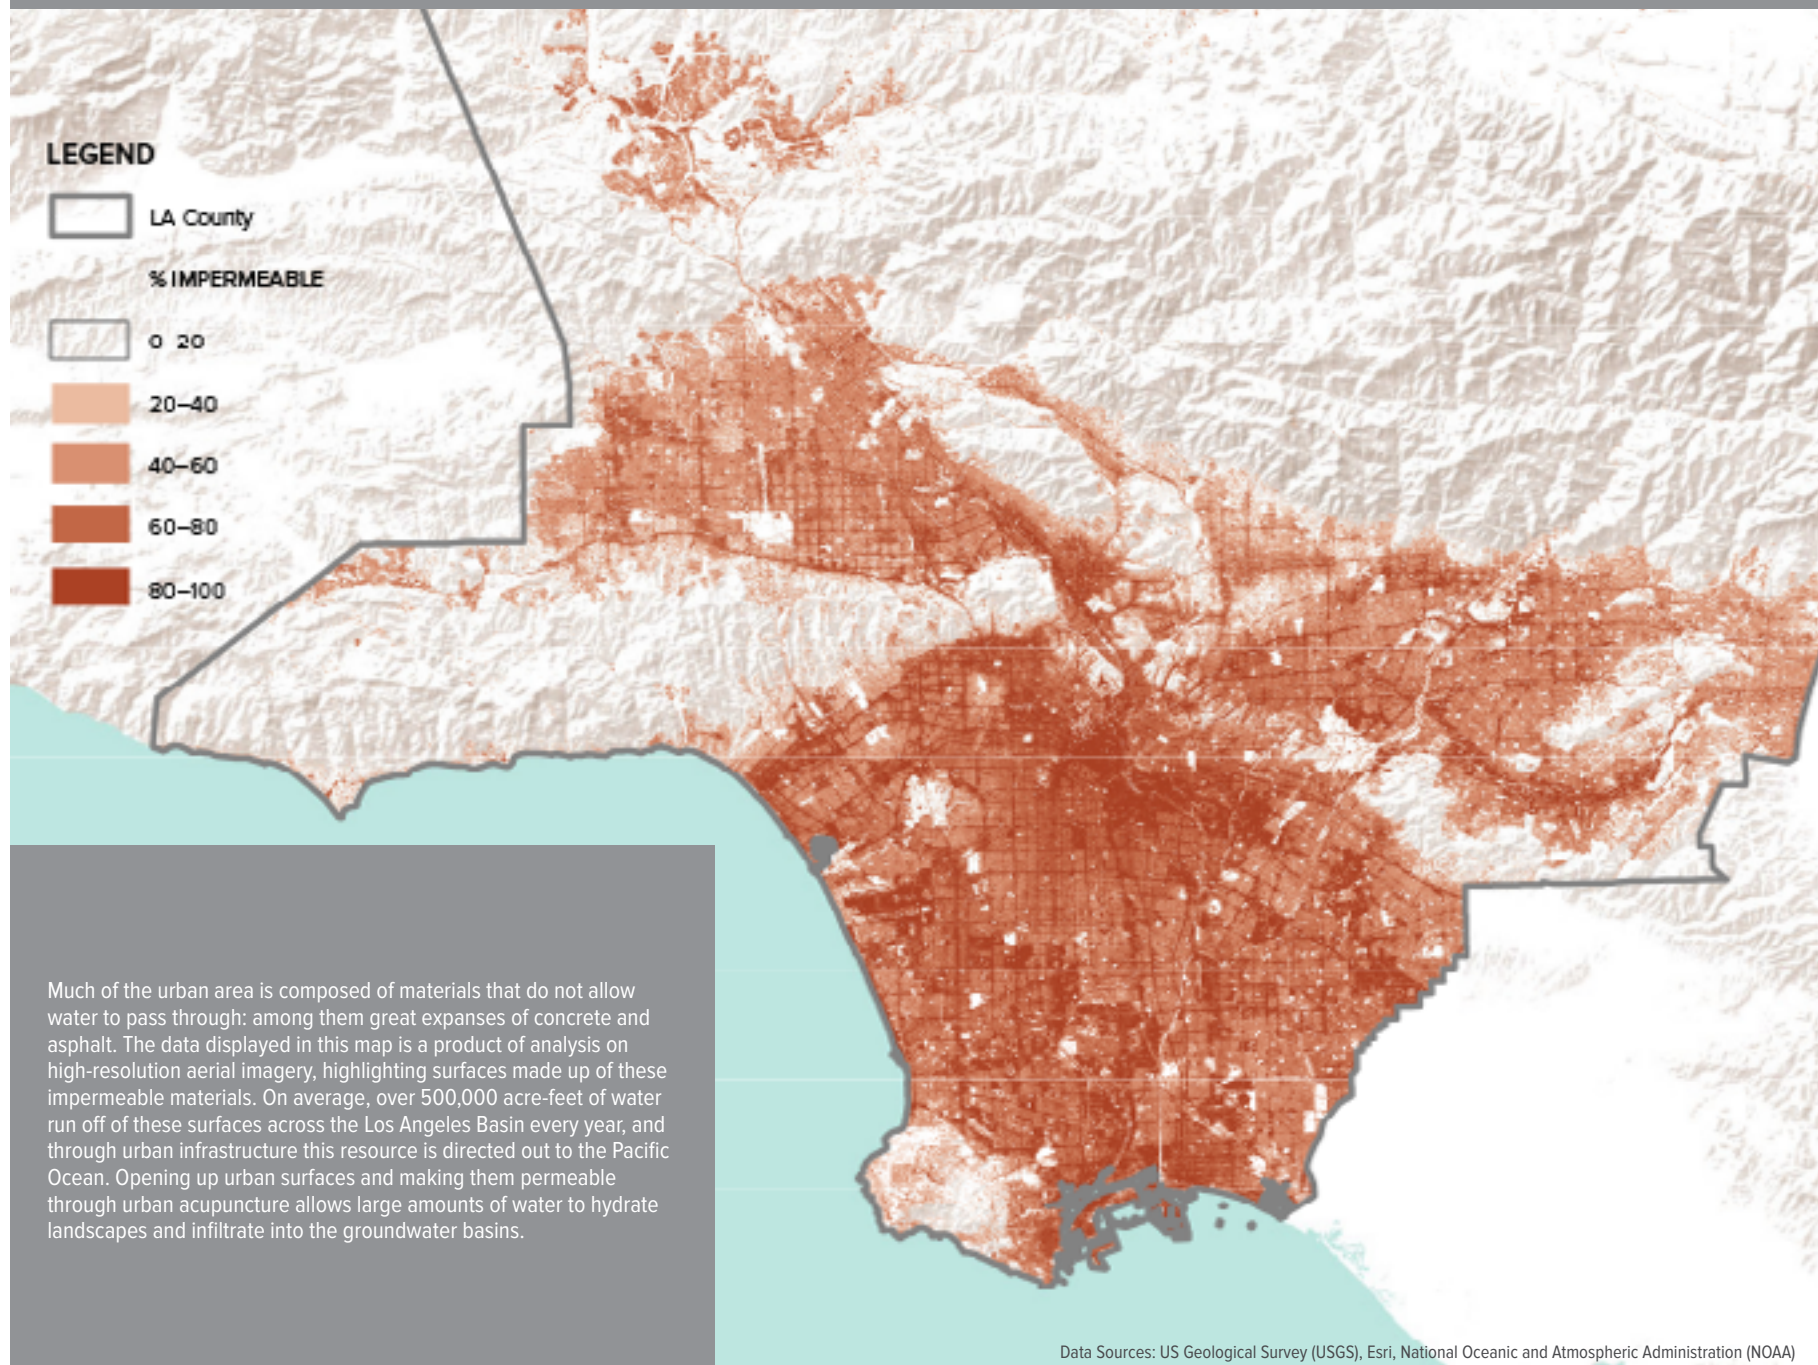 LEGEND
LA County
% IMPERMEABLE
0 20
20–40
40–60
60–80
80–100
Much of the urban area is composed of materials that do not allow
water to pass through: among them great expanses of concrete and
asphalt. The data displayed in this map is a product of analysis on
high-resolution aerial imagery, highlighting surfaces made up of these
impermeable materials. On average, over 500,000 acre-feet of water
run off of these surfaces across the Los Angeles Basin every year, and
through urban infrastructure this resource is directed out to the Pacific
Ocean. Opening up urban surfaces and making them permeable
through urban acupuncture allows large amounts of water to hydrate
landscapes and infiltrate into the groundwater basins.
Data Sources: US Geological Survey (USGS), Esri, National Oceanic and Atmospheric Administration (NOAA)